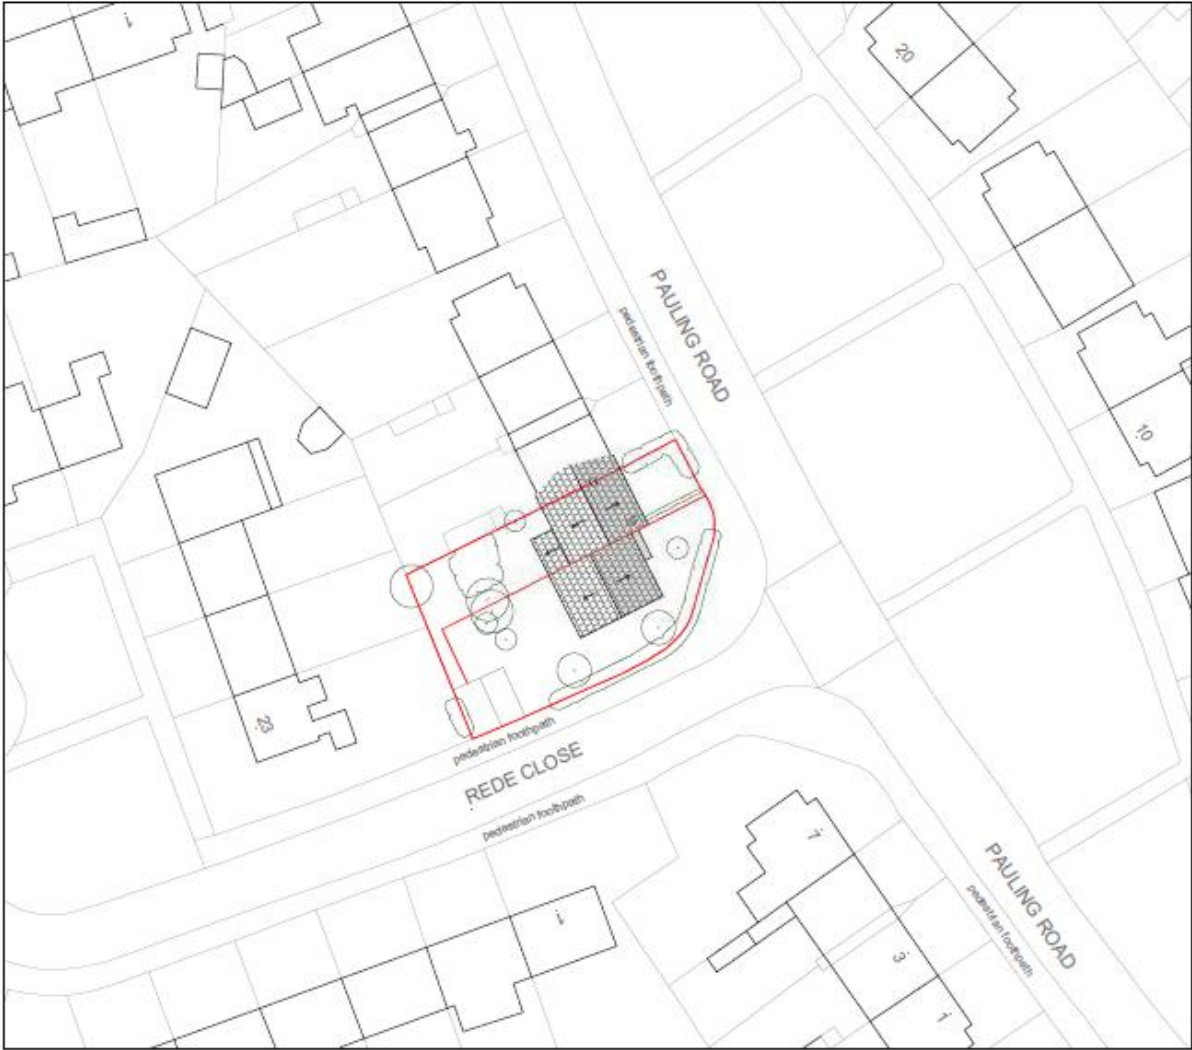 20
PAULING ROAD
pedestrian footpath
10
23
pedestrian footpath
REDE CLOSE
pedestrian footpath
7
PAULING ROAD
pedestrian footpath
3
1